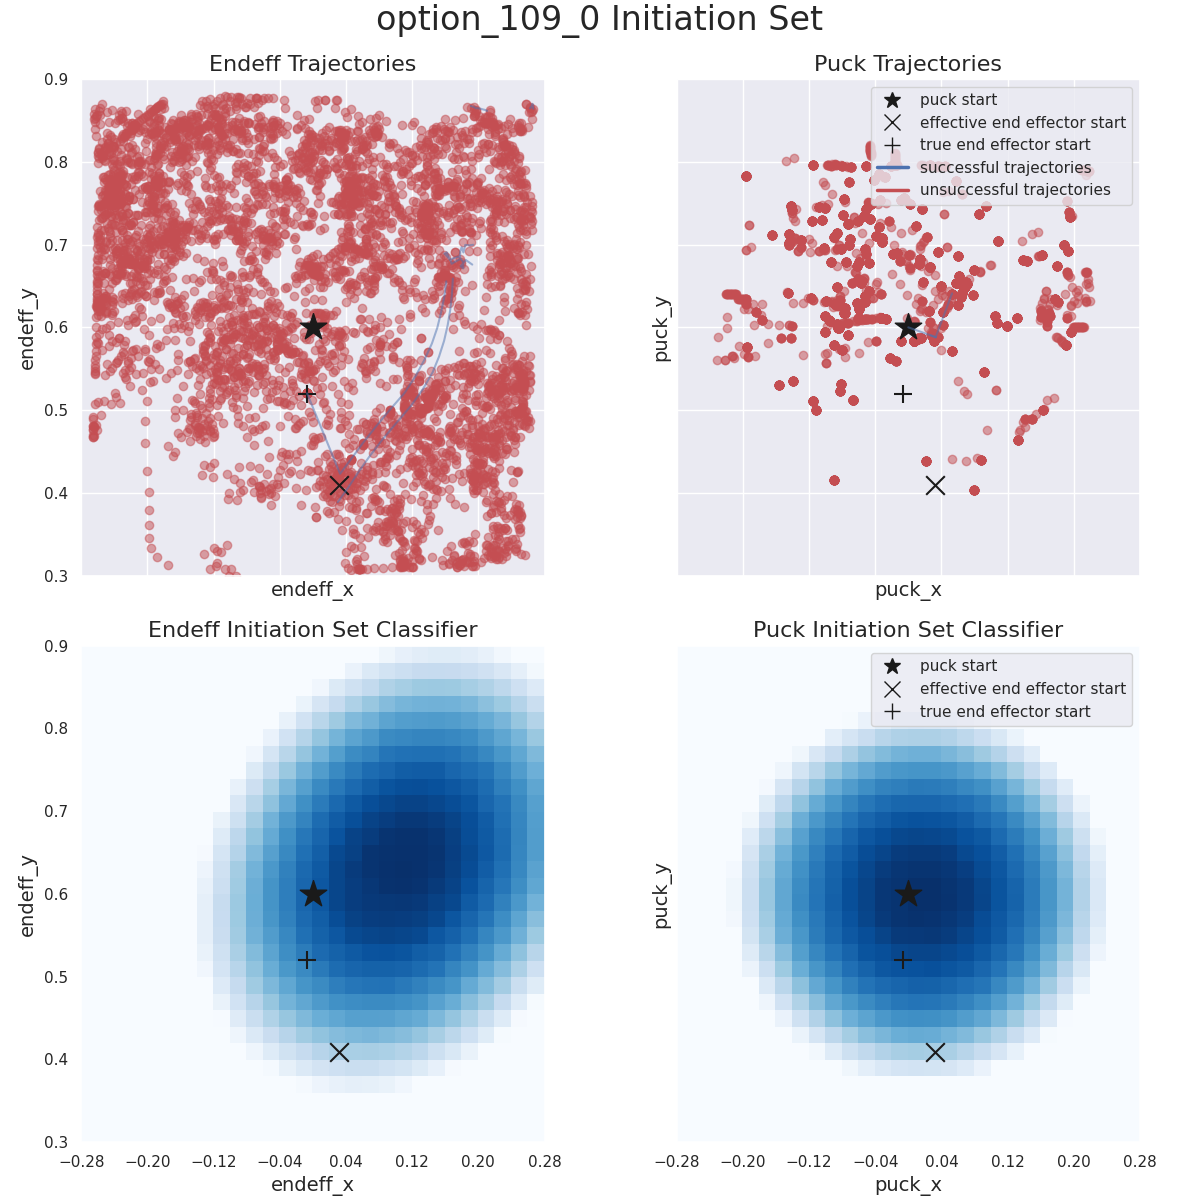 option_109_0 Initiation Set
Endeff Trajectories
Puck Trajectories
0.9
0.8
0.7
0.6
0.5
0.4
0.3
endeff_y
endeff_x
puck_y
puck_x
puck start
effective end effector start
true end effector start
successful trajectories
unsuccessful trajectories
Endeff Initiation Set Classifier
Puck Initiation Set Classifier
0.9
0.8
0.7
0.6
0.5
0.4
0.3
endeff_y
−0.28 −0.20 −0.12 −0.04 0.04 0.12 0.20 0.28
endeff_x
puck_y
puck start
effective end effector start
true end effector start
−0.28 −0.20 −0.12 −0.04 0.04 0.12 0.20 0.28
puck_x